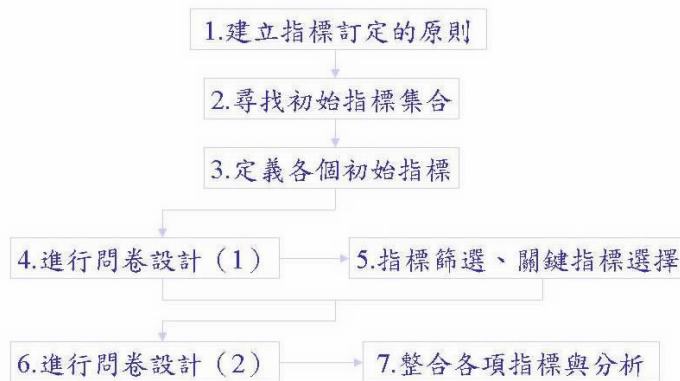 1.建立指標訂定的原則
2.尋找初始指標集合
3.定義各個初始指標
4.進行問卷設計（1）
5.指標篩選、關鍵指標選擇
6.進行問卷設計（2）
7.整合各項指標與分析